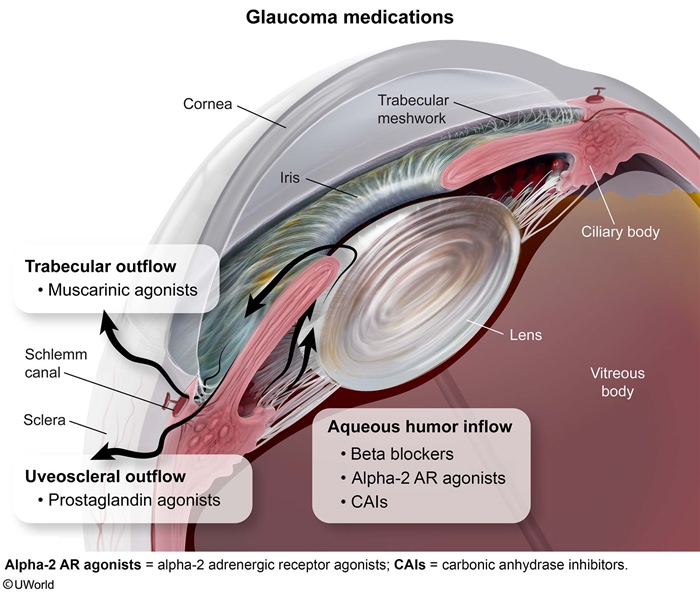 Glaucoma medications
Cornea
Trabecular
meshwork
Iris
Ciliary body
Trabecular outflow
• Muscarinic agonists
Lens
Schlemm
canal
Vitreous
body
Sclera
Aqueous humor inflow
• Beta blockers
• Alpha-2 AR agonists
• CAIs
Uveoscleral outflow
• Prostaglandin agonists
Alpha-2 AR agonists = alpha-2 adrenergic receptor agonists; CAIs = carbonic anhydrase inhibitors.
©UWorld